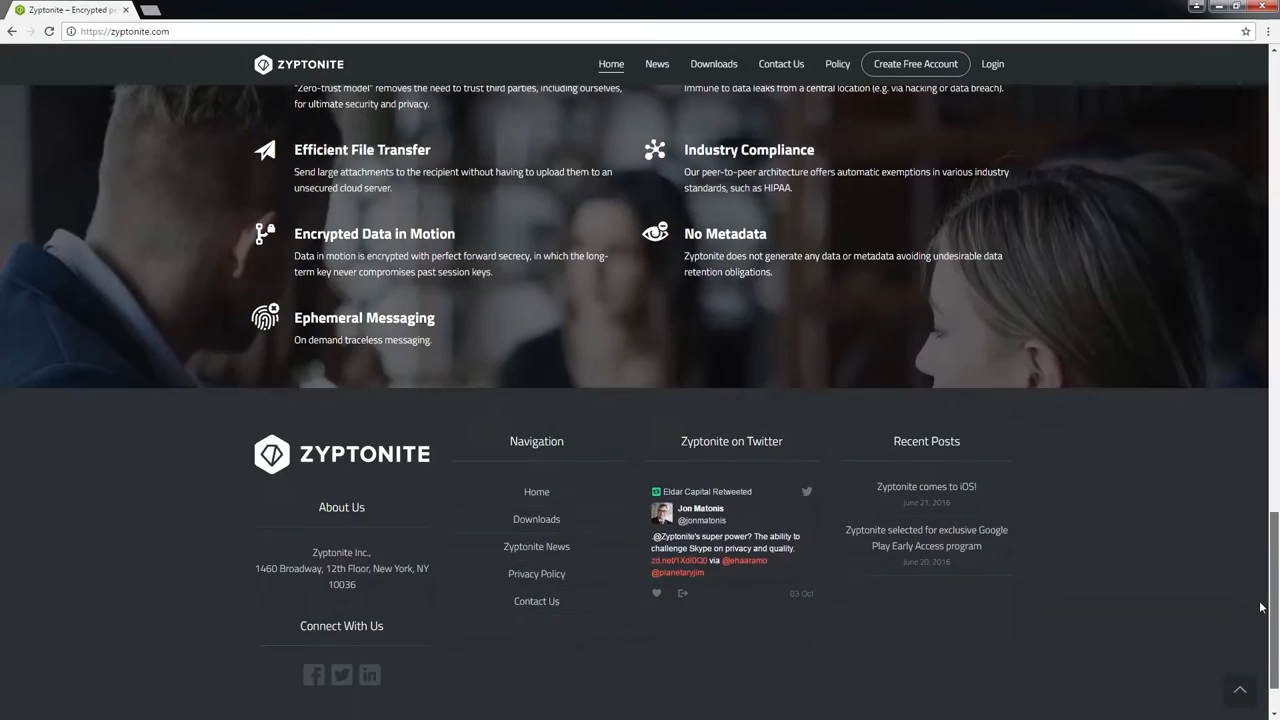 Zyptonite – Encrypted pe
https://zyptonite.com
ZYPTONITE
Home
News
Downloads
Contact Us
Policy
Create Free Account
Login
"Zero-trust model" removes the need to trust third parties, including ourselves,
for ultimate security and privacy.
Immune to data leaks from a central location (e.g. via hacking or data breach).
Efficient File Transfer
Send large attachments to the recipient without having to upload them to an
unsecured cloud server.
Industry Compliance
Our peer-to-peer architecture offers automatic exemptions in various industry
standards, such as HIPAA.
Encrypted Data in Motion
Data in motion is encrypted with perfect forward secrecy, in which the long-
term key never compromises past session keys.
No Metadata
Zyptonite does not generate any data or metadata avoiding undesirable data
retention obligations.
Ephemeral Messaging
On demand traceless messaging.
ZYPTONITE
About Us
Zyptonite Inc.,
1460 Broadway, 12th Floor, New York, NY
10036
Connect With Us
Navigation
Home
Downloads
Zyptonite News
Privacy Policy
Contact Us
Zyptonite on Twitter
Eldar Capital Retweeted
Jon Matonis
@jonmatonis
.@Zyptonite's super power? The ability to
challenge Skype on privacy and quality.
zd.net/1XdI0Q0 via @ehaaramo
@planetaryjim
03 Oct
Recent Posts
Zyptonite comes to iOS!
June 21, 2016
Zyptonite selected for exclusive Google
Play Early Access program
June 20, 2016